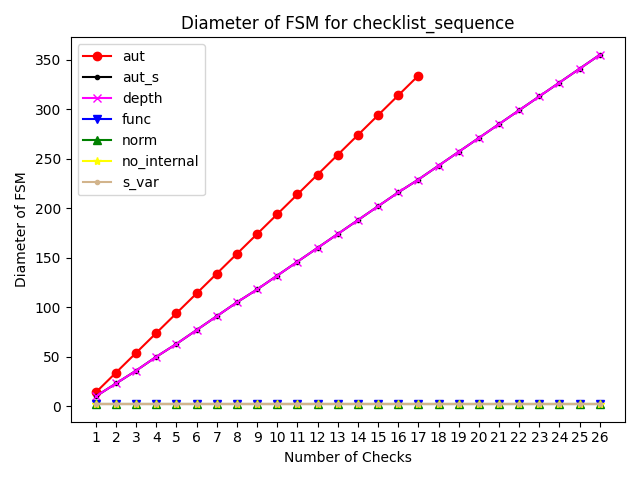 Diameter of FSM for checklist_sequence
aut
aut_s
depth
func
norm
no_internal
s_var
350
300
250
200
150
100
50
0
Diameter of FSM
1 2 3 4 5 6 7 8 9 10 11 12 13 14 15 16 17 18 19 20 21 22 23 24 25 26
Number of Checks